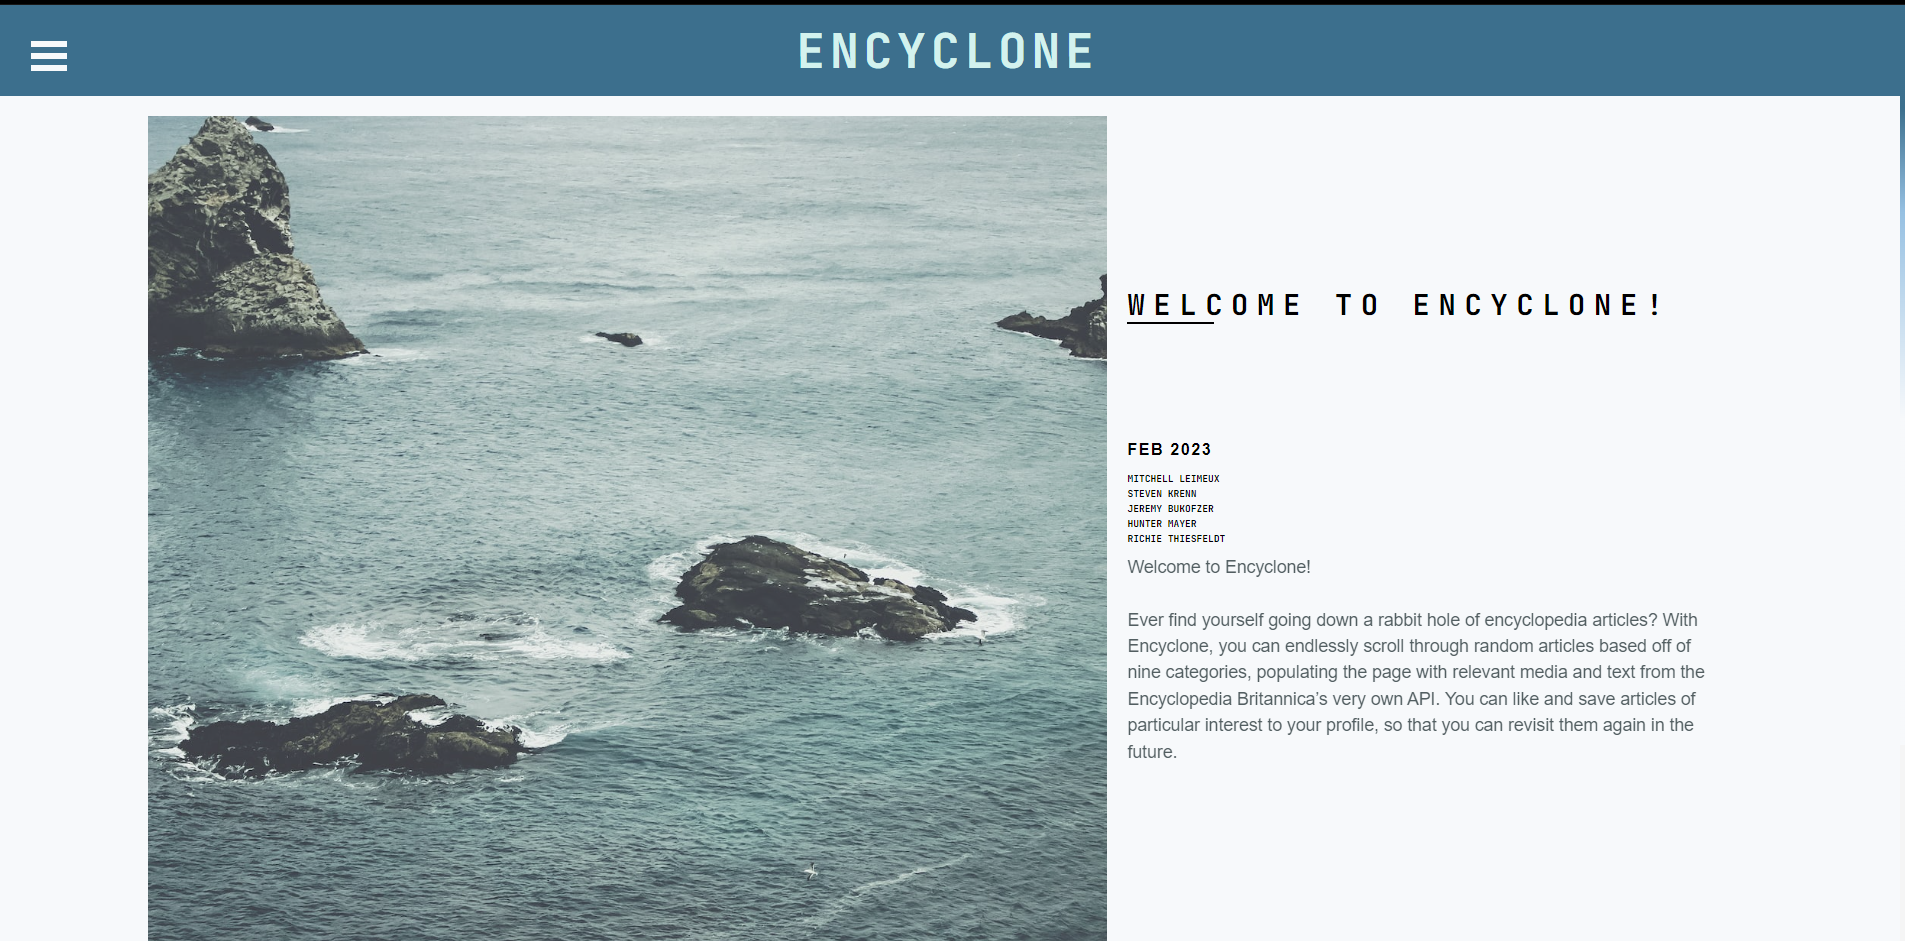 ENCYCLONE
WELCOME TO ENCYCLONE!
FEB 2023
MITCHELL LEIMEUX
STEVEN KRENN
JEREMY BUKOFZER
HUNTER MAYER
RICHIE THIESFELDT
Welcome to Encyclone!
Ever find yourself going down a rabbit hole of encyclopedia articles? With
Encyclone, you can endlessly scroll through random articles based off of
nine categories, populating the page with relevant media and text from the
Encyclopedia Britannica’s very own API. You can like and save articles of
particular interest to your profile, so that you can revisit them again in the
future.